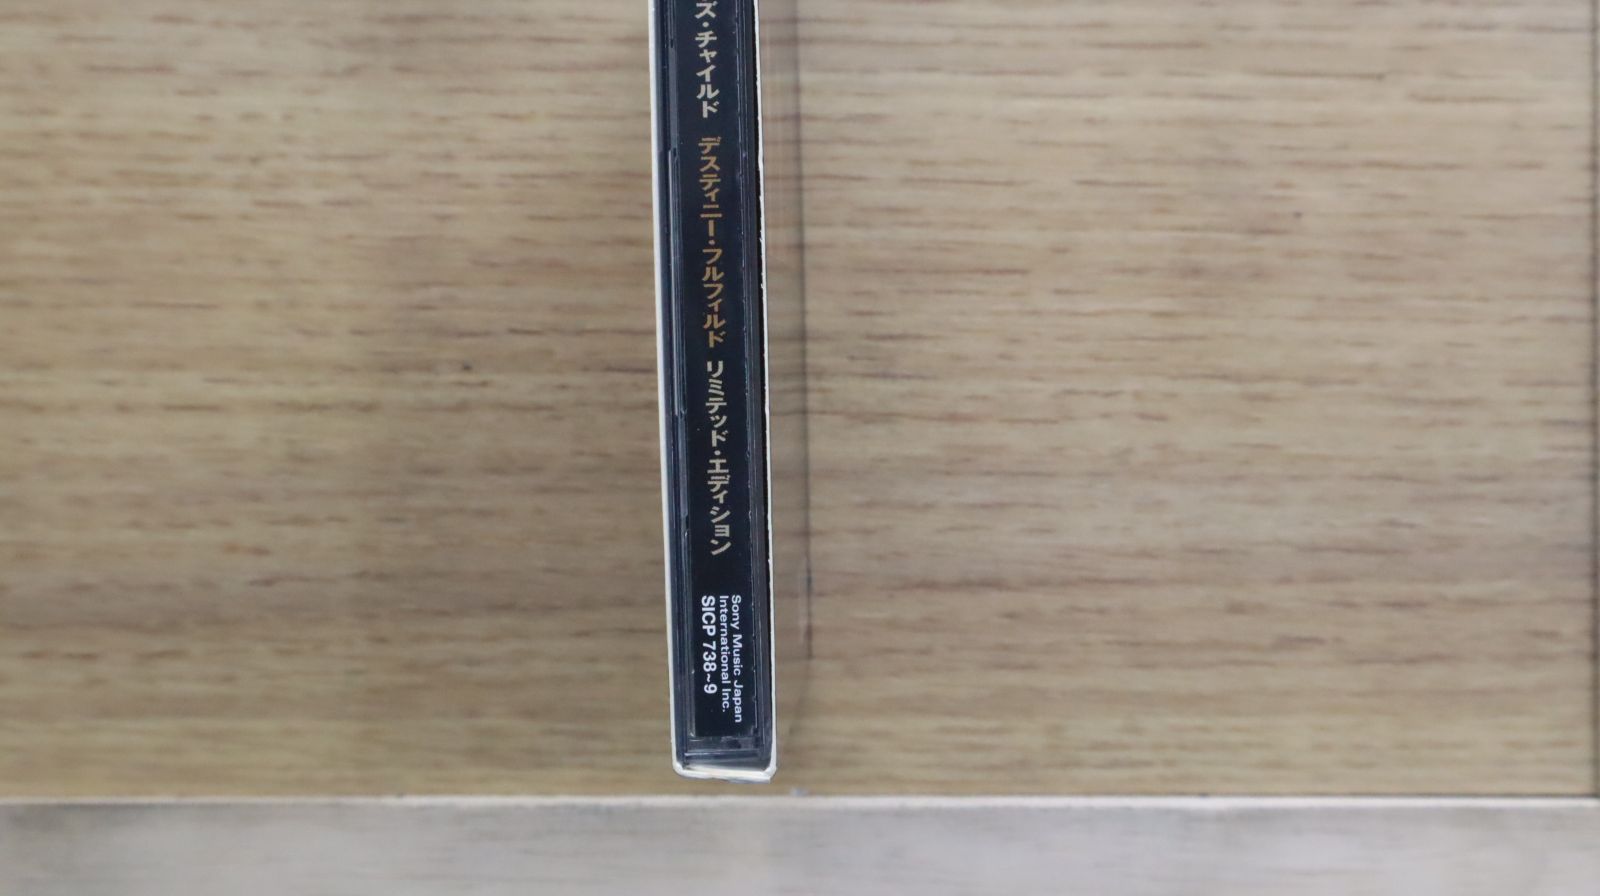 ズ・チャイルド デスティニー・フルフィルド リミテッド・エディション
Sony Music Japan
International Inc.
SICP 738~9